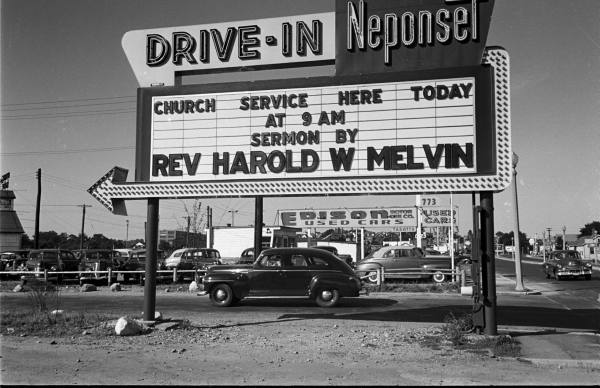 DRIVE-IN Neponset
CHURCH SERVICE HERE TODAY
AT 9 AM
SERMON BY
REV HAROLD W MELVIN
773
EDISON MOTOR
USED CARS
USED
CARS